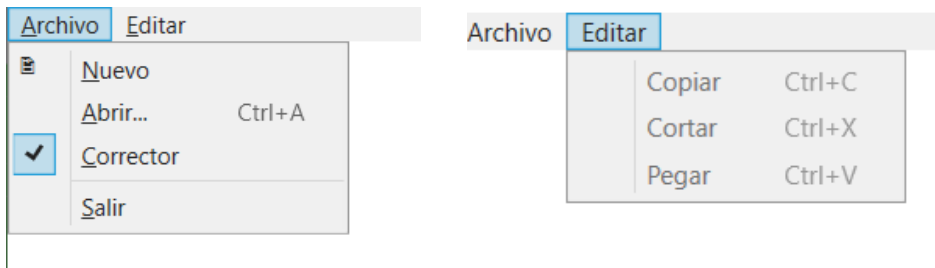 Archivo Editar
Nuevo
Abrir... Ctrl+A
Corrector
Salir
Archivo Editar
Copiar Ctrl+C
Cortar Ctrl+X
Pegar Ctrl+V